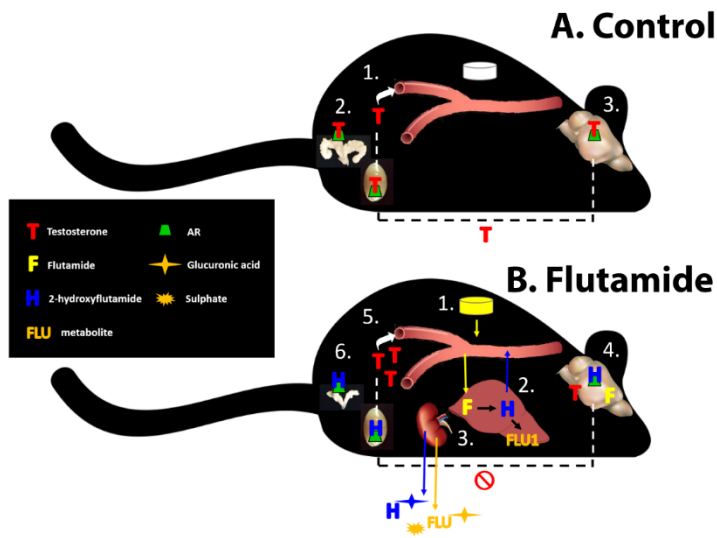 A. Control
1.
2.
3.
T
T
T
T
T
T Testosterone
AR
F Flutamide
Glucuronic acid
H 2-hydroxyflutamide
Sulphate
FLU metabolite
B. Flutamide
1.
5.
4.
6.
2.
3.
T T
T
H
H
H
T F
F H
FLU1
H
FLU